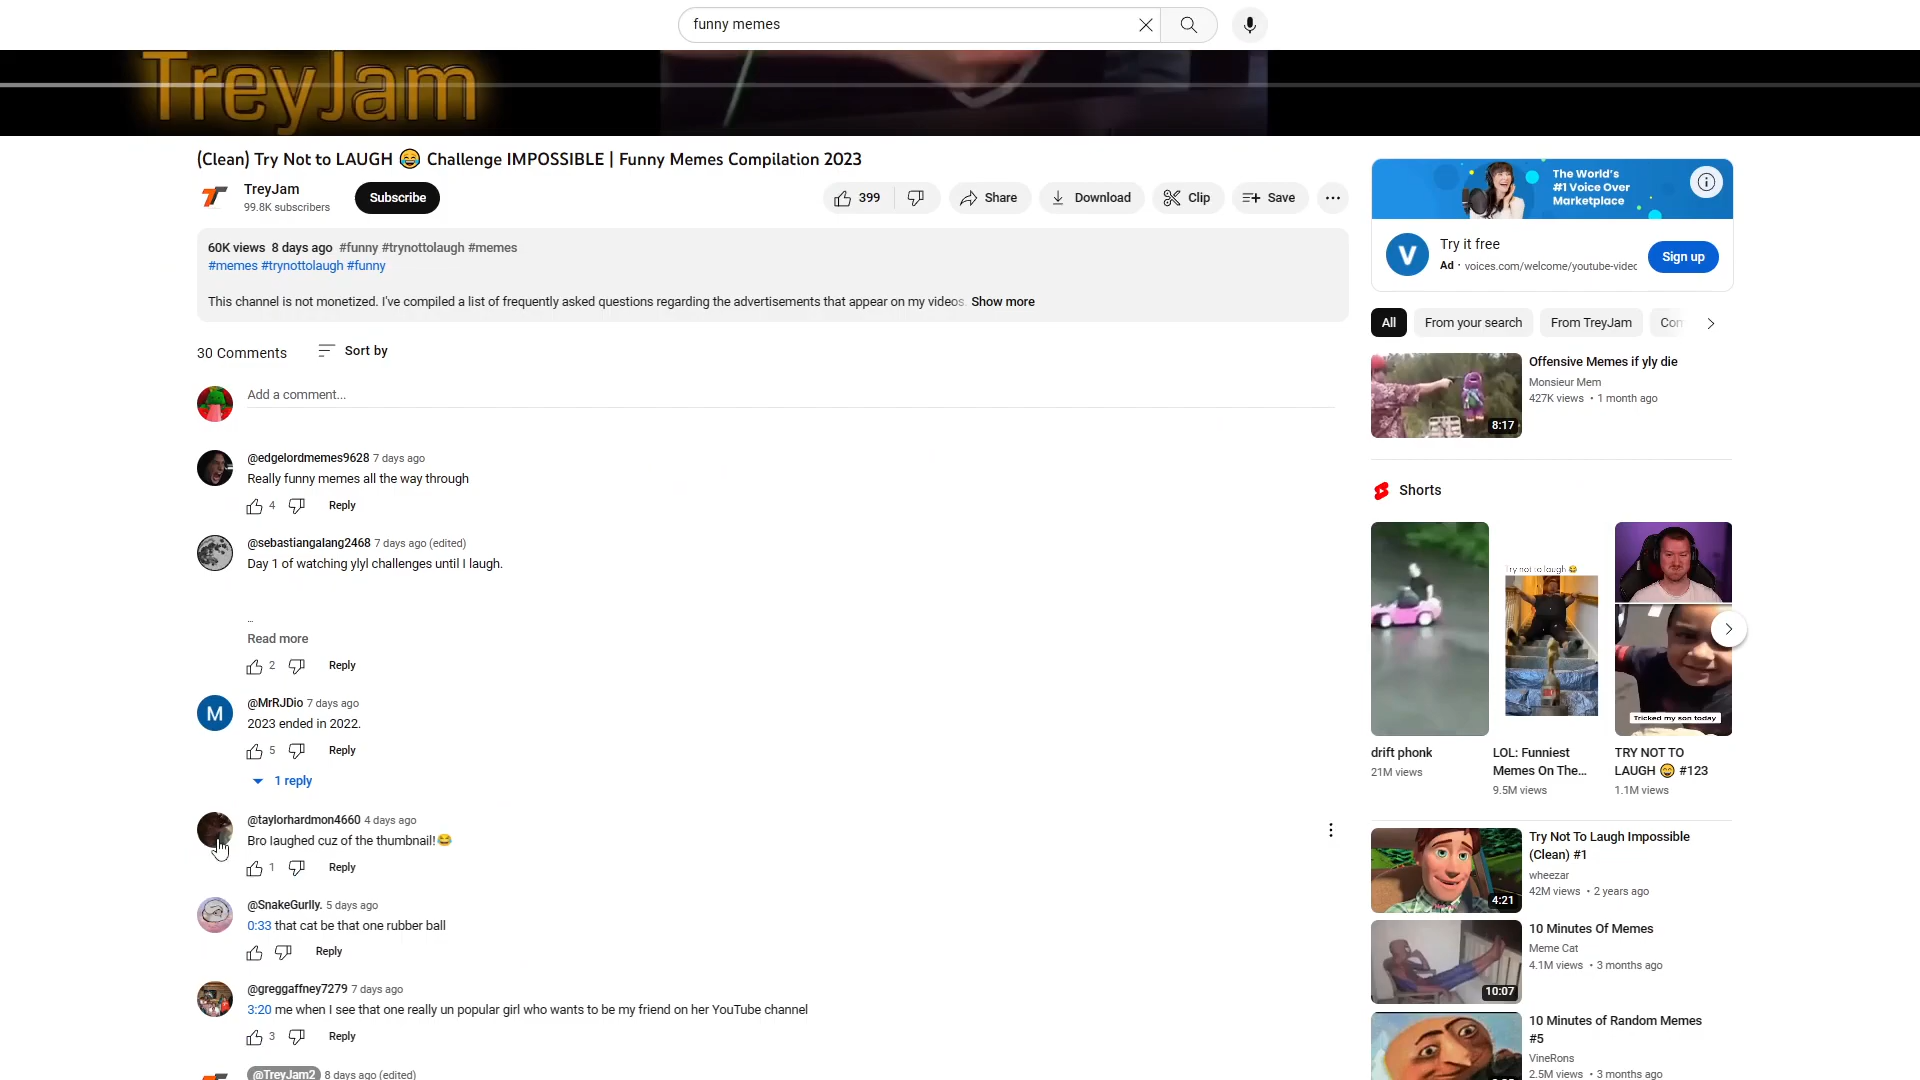 funny memes
TreyJam
(Clean) Try Not to LAUGH 😂 Challenge IMPOSSIBLE | Funny Memes Compilation 2023
TreyJam
99.8K subscribers
Subscribe
399
Share
Download
Clip
Save
60K views 8 days ago #funny #trynottolaugh #memes
#memes #trynottolaugh #funny
This channel is not monetized. I've compiled a list of frequently asked questions regarding the advertisements that appear on my videos. Show more
30 Comments
Sort by
Add a comment...
@edgelordmemes9628 7 days ago
Really funny memes all the way through
4
Reply
@sebastiangalang2468 7 days ago (edited)
Day 1 of watching ylyl challenges until I laugh.
...
Read more
2
Reply
M
@MrRJDio 7 days ago
2023 ended in 2022.
5
Reply
1 reply
@taylorhardmon4660 4 days ago
Bro laughed cuz of the thumbnail!😂
1
Reply
@SnakeGurlly. 5 days ago
0:33 that cat be that one rubber ball
Reply
@greggaffney7279 7 days ago
3:20 me when I see that one really un popular girl who wants to be my friend on her YouTube channel
3
Reply
@TreyJam2 8 days ago (edited)
The World's
#1 Voice Over
Marketplace
V
Try it free
Ad · voices.com/welcome/youtube-video
Sign up
All
From your search
From TreyJam
Con
8:17
Offensive Memes if yly die
Monsieur Mem
427K views • 1 month ago
Shorts
Try not to laugh 😂
Tricked my son today
drift phonk
21M views
LOL: Funniest
Memes On The...
9.5M views
TRY NOT TO
LAUGH 😄 #123
1.1M views
4:21
Try Not To Laugh Impossible
(Clean) #1
wheezar
42M views • 2 years ago
10:07
10 Minutes Of Memes
Meme Cat
4.1M views • 3 months ago
10 Minutes of Random Memes
#5
VineRons
2.5M views • 3 months ago